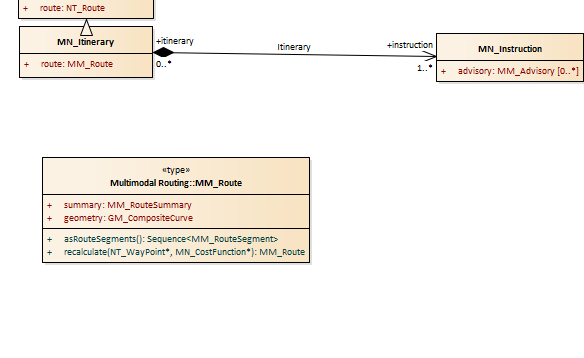 + route: NT_Route
MN_Itinerary
+ route: MM_Route
+itinerary
0..*
Itinerary
+instruction
1..*
MN_Instruction
+ advisory: MM_Advisory [0..*]
«type»
Multimodal Routing::MM_Route
+ summary: MM_RouteSummary
+ geometry: GM_CompositeCurve
+ asRouteSegments(): Sequence<MM_RouteSegment>
+ recalculate(NT_WayPoint*, MN_CostFunction*): MM_Route